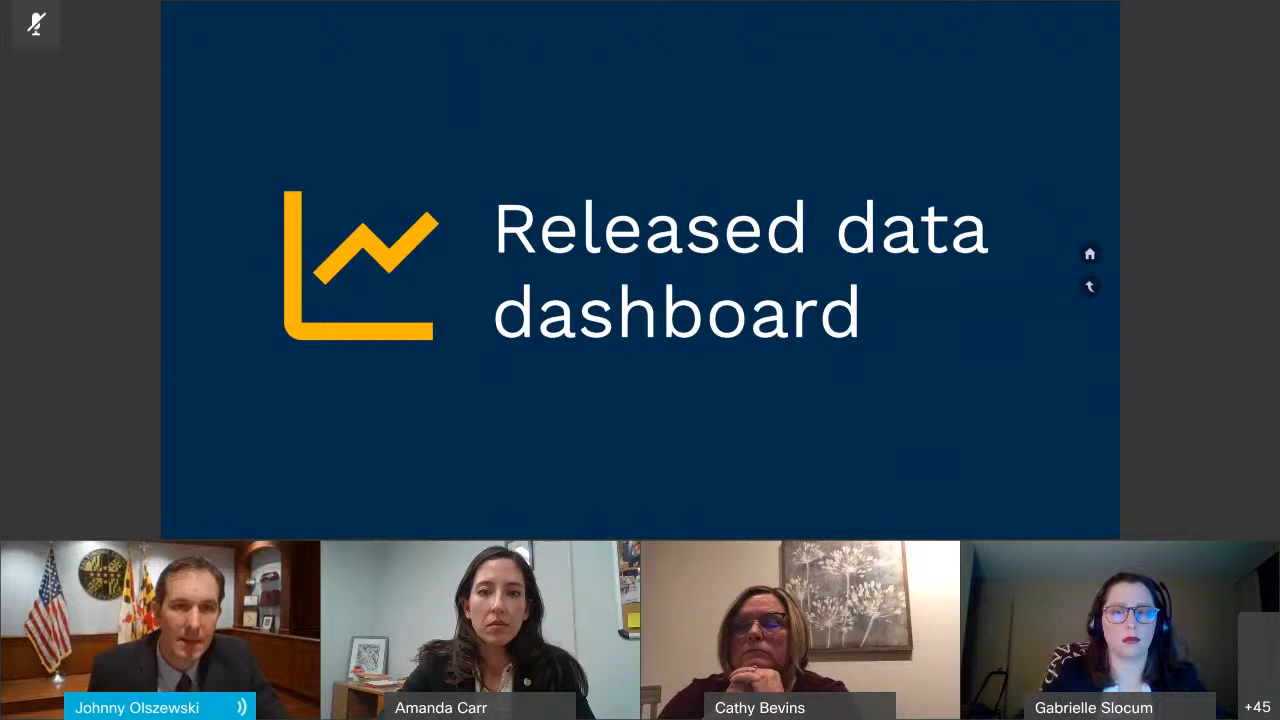 Released data
dashboard
Johnny Olszewski
Amanda Carr
Cathy Bevins
Gabrielle Slocum
+45